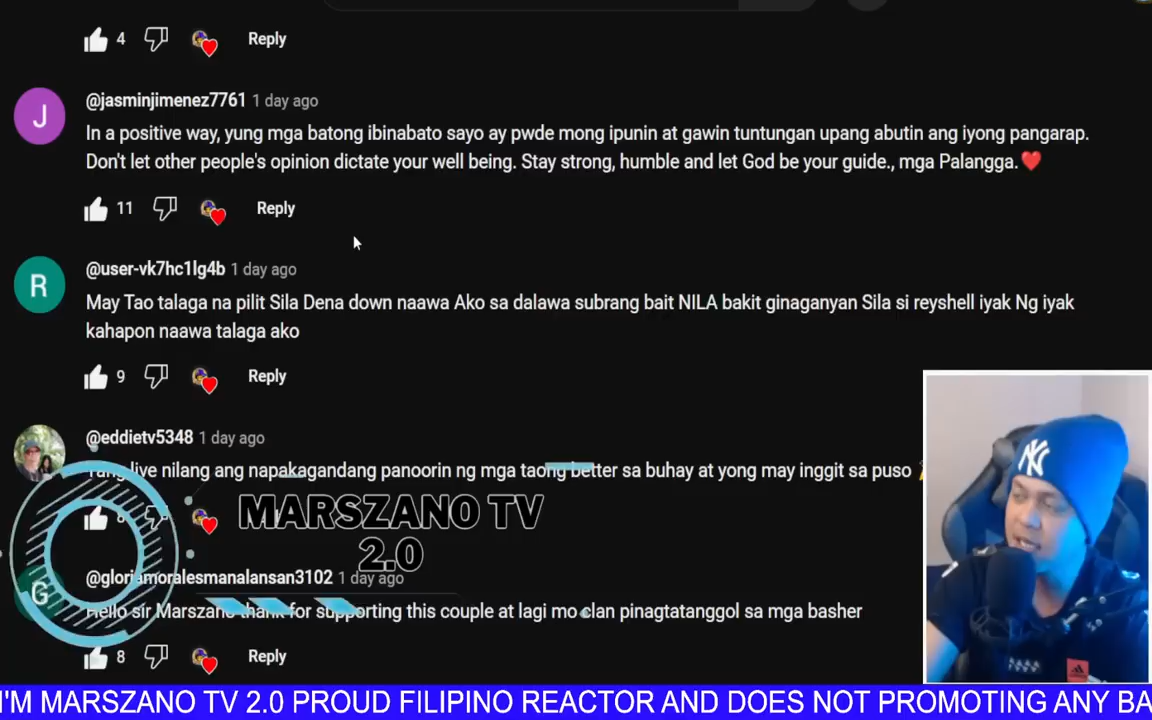 4 Reply
@jasminjimenez7761 1 day ago
In a positive way, yung mga batong ibinabato sayo ay pwde mong ipunin at gawin tuntungan upang abutin ang iyong pangarap.
Don't let other people's opinion dictate your well being. Stay strong, humble and let God be your guide., mga Palangga.❤️
11 Reply
@user-vk7hc1lg4b 1 day ago
May Tao talaga na pilit Sila Dena down naawa Ako sa dalawa subrang bait NILA bakit ginaganyan Sila si reyshell iyak Ng iyak
kahapon naawa talaga ako
9 Reply
@eddietv5348 1 day ago
live nilang ang napakagandang panoorin ng mga taong better sa buhay at yong may inggit sa puso
MARSZANO TV
2.0
@gloriamoralesmanalansan3102 1 day ago
Hello sir Marszano thank for supporting this couple at lagi mo clan pinagtatanggol sa mga basher
8 Reply
I'M MARSZANO TV 2.0 PROUD FILIPINO REACTOR AND DOES NOT PROMOTING ANY BA
J
R
G
NY